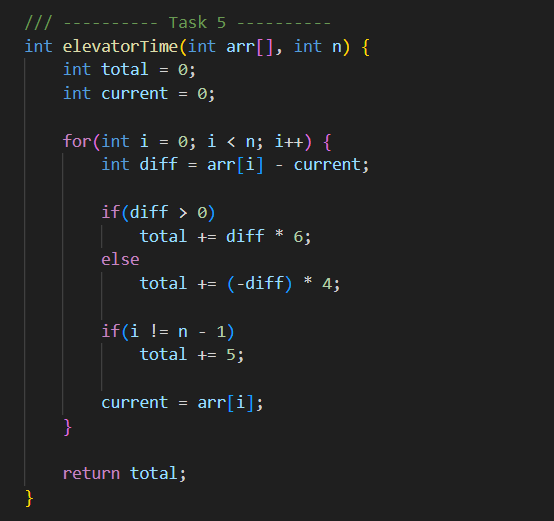 /// ---------- Task 5 ----------
int elevatorTime(int arr[], int n) {
    int total = 0;
    int current = 0;

    for(int i = 0; i < n; i++) {
        int diff = arr[i] - current;

        if(diff > 0)
            total += diff * 6;
        else
            total += (-diff) * 4;

        if(i != n - 1)
            total += 5;

        current = arr[i];
    }

    return total;
}